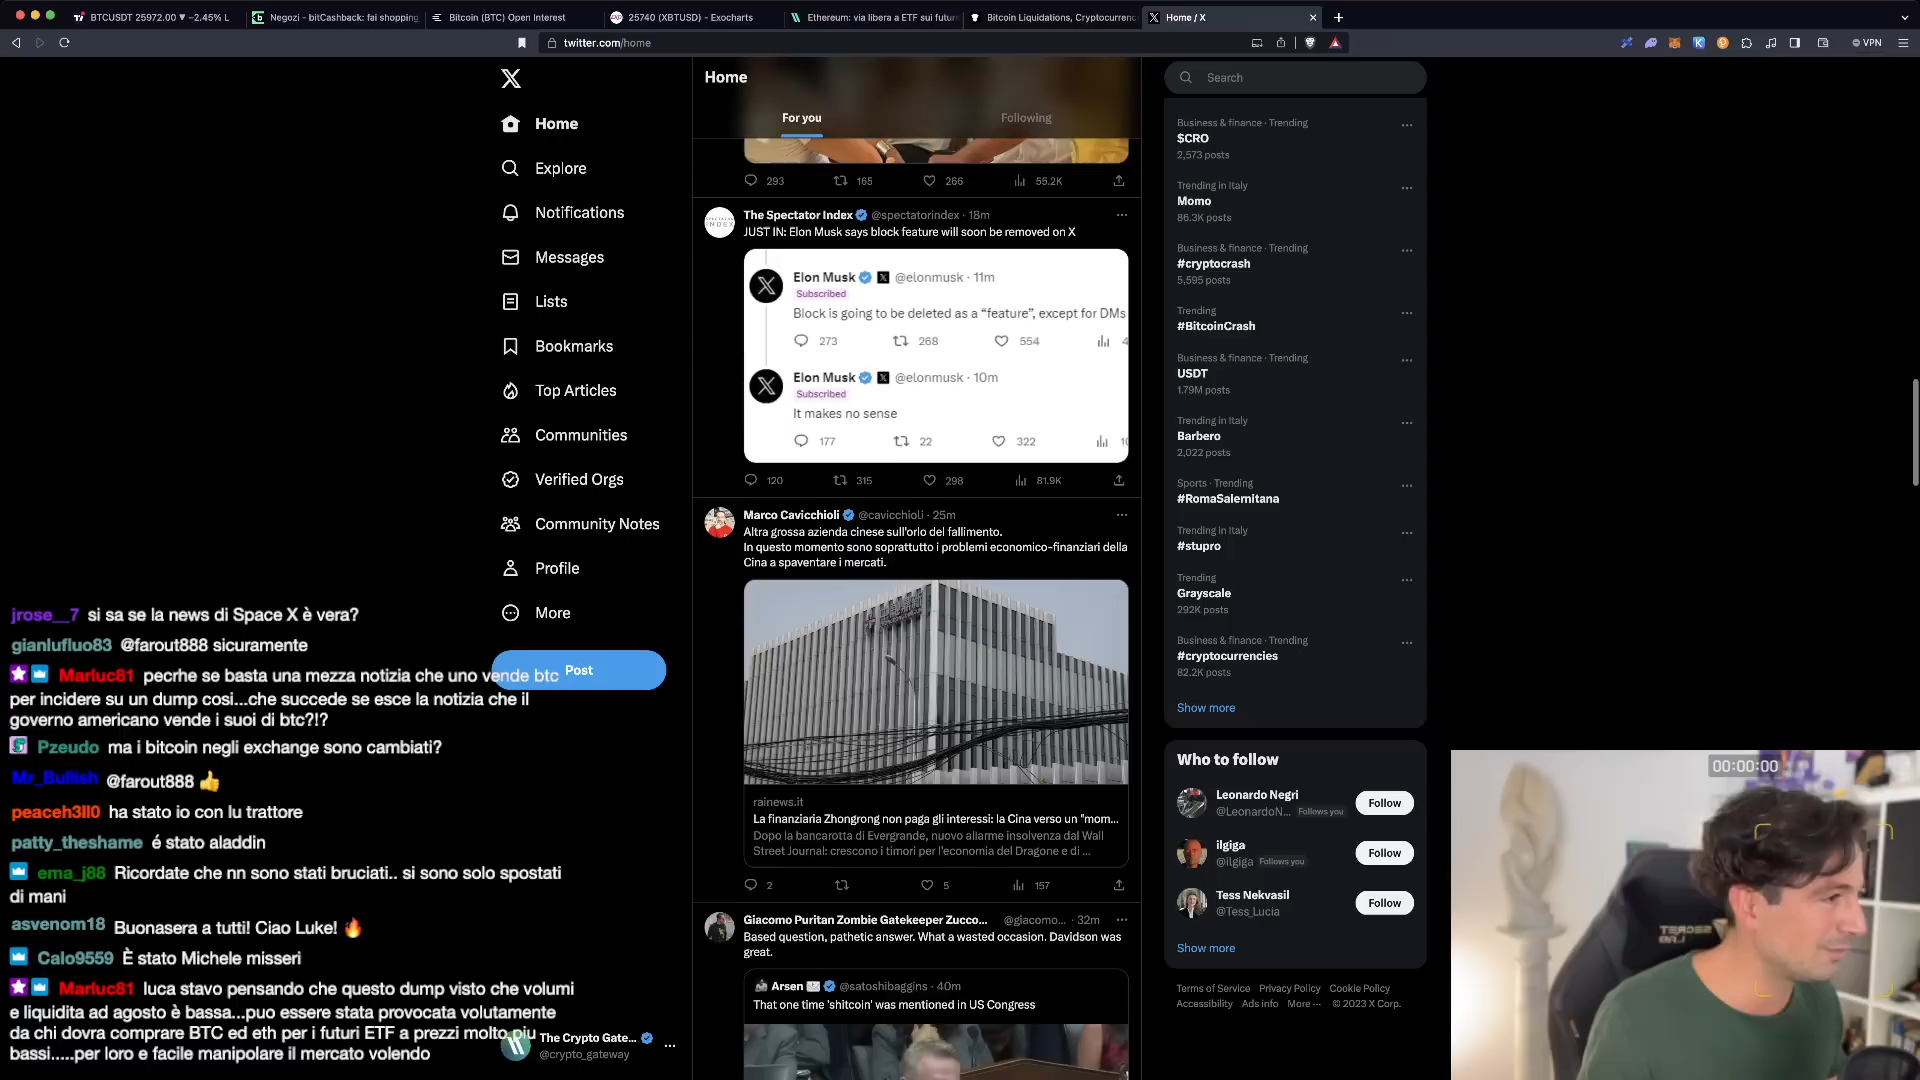 BTCUSDT 25972.00 ▼ −2.45% L
Negozi - bitCashback: fai shopping
Bitcoin (BTC) Open Interest
25740 (XBTUSD) - Exocharts
Ethereum: via libera a ETF sui futur
Bitcoin Liquidations, Cryptocurrenc
Home / X
twitter.com/home
VPN
Home
Explore
Notifications
Messages
Lists
Bookmarks
Top Articles
Communities
Verified Orgs
Community Notes
Profile
More
Post
The Crypto Gate...
@crypto_gateway
Home
For you
Following
293
165
266
55.2K
The Spectator Index @spectatorindex · 18m
JUST IN: Elon Musk says block feature will soon be removed on X
Elon Musk @elonmusk · 11m
Subscribed
Block is going to be deleted as a “feature”, except for DMs
273
268
554
4
Elon Musk @elonmusk · 10m
Subscribed
It makes no sense
177
22
322
10
120
315
298
81.9K
Marco Cavicchioli @cavicchioli · 25m
Altra grossa azienda cinese sull'orlo del fallimento.
In questo momento sono soprattutto i problemi economico-finanziari della
Cina a spaventare i mercati.
rainews.it
La finanziaria Zhongrong non paga gli interessi: la Cina verso un "mom...
Dopo la bancarotta di Evergrande, nuovo allarme insolvenza dal Wall
Street Journal: crescono i timori per l'economia del Dragone e di ...
2
5
157
Giacomo Puritan Zombie Gatekeeper Zucco... @giacomo... · 32m
Based question, pathetic answer. What a wasted occasion. Davidson was
great.
Arsen @satoshibaggins · 40m
That one time 'shitcoin' was mentioned in US Congress
Search
Business & finance · Trending
$CRO
2,573 posts
Trending in Italy
Momo
86.3K posts
Business & finance · Trending
#cryptocrash
5,595 posts
Trending
#BitcoinCrash
Business & finance · Trending
USDT
1.79M posts
Trending in Italy
Barbero
2,022 posts
Sports · Trending
#RomaSalernitana
Trending in Italy
#stupro
Trending
Grayscale
292K posts
Business & finance · Trending
#cryptocurrencies
82.2K posts
Show more
Who to follow
Leonardo Negri
@LeonardoN... Follows you
Follow
ilgiga
@ilgiga Follows you
Follow
Tess Nekvasil
@Tess_Lucia
Follow
Show more
Terms of Service Privacy Policy Cookie Policy
Accessibility Ads info More ··· © 2023 X Corp.
jrose__7 si sa se la news di Space X è vera?
gianlufluo83 @farout888 sicuramente
Marluc81 pecrhe se basta una mezza notizia che uno vende btc
per incidere su un dump cosi...che succede se esce la notizia che il
governo americano vende i suoi di btc?!?
Pzeudo ma i bitcoin negli exchange sono cambiati?
Mr_Bullish @farout888 👍
peaceh3ll0 ha stato io con lu trattore
patty_theshame é stato aladdin
ema_j88 Ricordate che nn sono stati bruciati.. si sono solo spostati
di mani
asvenom18 Buonasera a tutti! Ciao Luke! 🔥
Calo9559 È stato Michele misseri
Marluc81 luca stavo pensando che questo dump visto che volumi
e liquidita ad agosto è bassa...puo essere stata provocata volutamente
da chi dovra comprare BTC ed eth per i futuri ETF a prezzi molto piu
bassi.....per loro e facile manipolare il mercato volendo
00:00:00